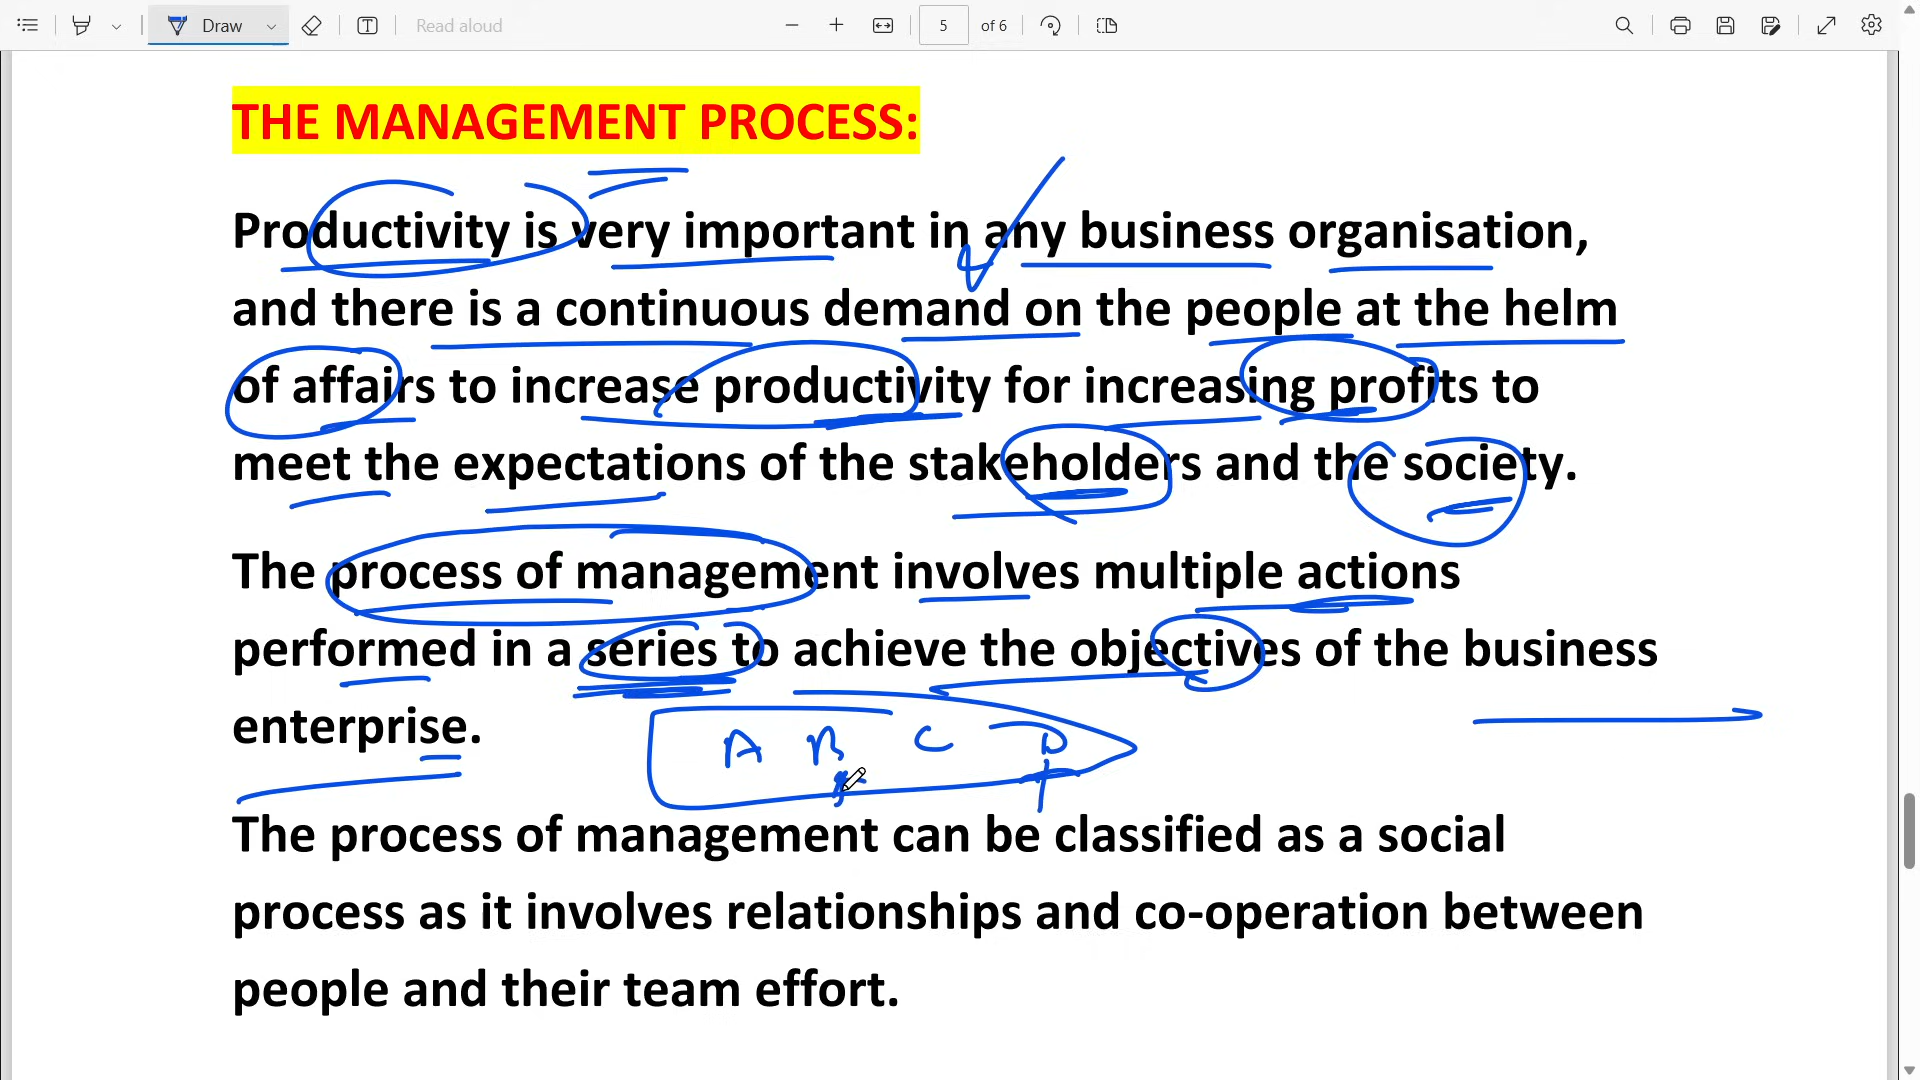 Draw
Read aloud
5 of 6
THE MANAGEMENT PROCESS:
Productivity is very important in any business organisation,
and there is a continuous demand on the people at the helm
of affairs to increase productivity for increasing profits to
meet the expectations of the stakeholders and the society.
The process of management involves multiple actions
performed in a series to achieve the objectives of the business
enterprise.
A B C D
The process of management can be classified as a social
process as it involves relationships and co-operation between
people and their team effort.